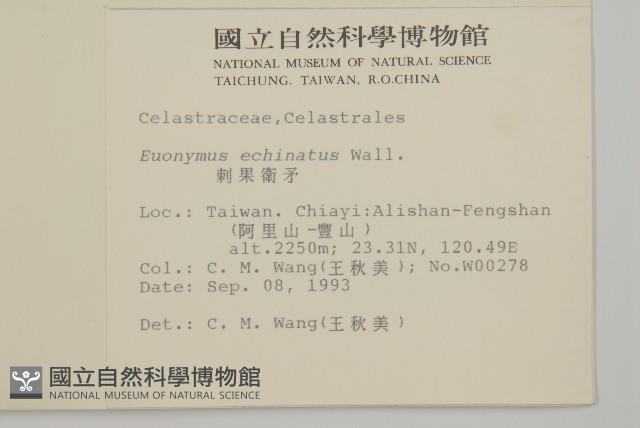 國立自然科學博物館
NATIONAL MUSEUM OF NATURAL SCIENCE
TAICHUNG, TAIWAN, R.O.CHINA
Celastraceae,Celastrales
Euonymus echinatus Wall.
刺果衛矛
Loc.: Taiwan. Chiayi:Alishan-Fengshan
(阿里山-豐山)
alt.2250m; 23.31N, 120.49E
Col.: C. M. Wang(王秋美); No.W00278
Date: Sep. 08, 1993
Det.: C. M. Wang(王秋美)
國立自然科學博物館
NATIONAL MUSEUM OF NATURAL SCIENCE